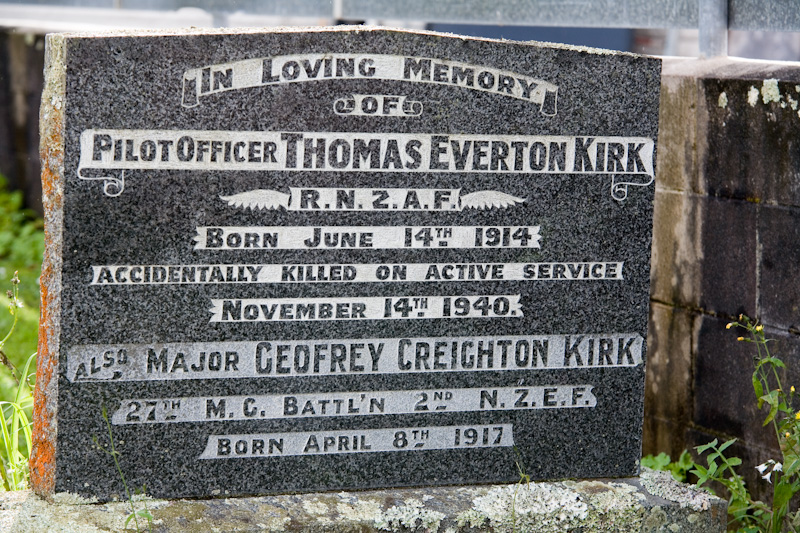 IN LOVING MEMORY
OF
PILOT OFFICER THOMAS EVERTON KIRK
R.N.Z.A.F.
BORN JUNE 14TH 1914
ACCIDENTALLY KILLED ON ACTIVE SERVICE
NOVEMBER 14TH 1940.
ALSO MAJOR GEOFREY CREIGHTON KIRK
27TH M.G. BATTL'N 2ND N.Z.E.F.
BORN APRIL 8TH 1917